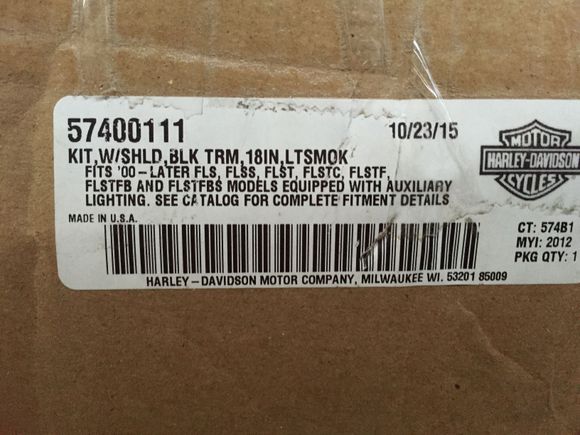 57400111
10/23/15
KIT,W/SHLD,BLK TRM,18IN,LTSMOK
FITS '00-LATER FLS, FLSS, FLST, FLSTC, FLSTF,
FLSTFB AND FLSTFBS MODELS EQUIPPED WITH AUXILIARY
LIGHTING. SEE CATALOG FOR COMPLETE FITMENT DETAILS
MADE IN U.S.A.
HARLEY-DAVIDSON MOTOR COMPANY, MILWAUKEE WI. 53201 85009
MOTOR
HARLEY-DAVIDSON
CYCLES
CT: 574B1
MYI: 2012
PKG QTY: 1